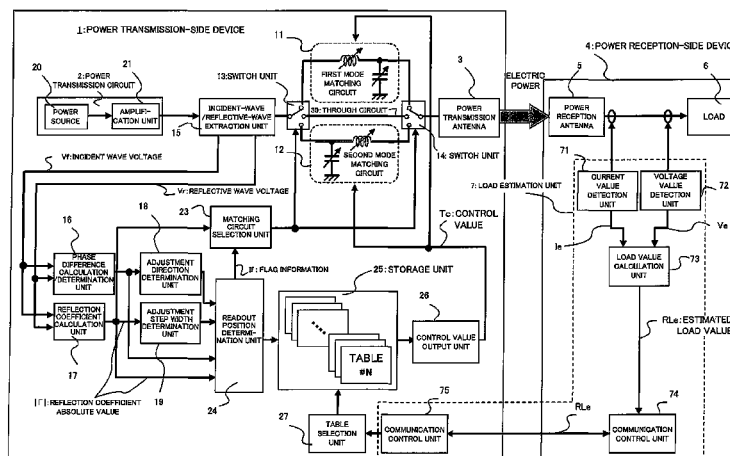 1:POWER TRANSMISSION-SIDE DEVICE
11
3
4:POWER RECEPTION-SIDE DEVICE
2:POWER
TRANSMISSION CIRCUIT
21
20
POWER
SOURCE
AMPLIFI-
CATION UNIT
13:SWITCH UNIT
FIRST MODE
MATCHING
CIRCUIT
INCIDENT-WAVE
/REFLECTIVE-WAVE
EXTRACTION UNIT
15
30:THROUGH CIRCUIT
POWER
TRANSMISSION
ANTENNA
ELECTRIC
POWER
5
POWER
RECEPTION
ANTENNA
6
LOAD
12
SECOND MODE
MATCHING
CIRCUIT
14:SWITCH UNIT
Vf:INCIDENT WAVE VOLTAGE
Vr:REFLECTIVE WAVE VOLTAGE
7:LOAD ESTIMATION UNIT
71
CURRENT
VALUE
DETECTION
UNIT
VOLTAGE
VALUE
DETECTION
UNIT
72
16
18
23
Tc:CONTROL
VALUE
Ie
Ve
PHASE
DIFFERENCE
CALCULATION
/DETERMINATION
UNIT
ADJUSTMENT
DIRECTION
DETERMINATION
UNIT
MATCHING
CIRCUIT
SELECTION UNIT
IF:FLAG INFORMATION
25:STORAGE UNIT
LOAD VALUE
CALCULATION
UNIT
73
REFLECTION
COEFFICIENT
CALCULATION
UNIT
17
ADJUSTMENT
STEP WIDTH
DETERMINATION
UNIT
19
READOUT
POSITION
DETERMI-
NATION UNIT
24
TABLE
#N
26
CONTROL VALUE
OUTPUT UNIT
RLe:ESTIMATED
LOAD VALUE
|Γ|:REFLECTION COEFFICIENT
ABSOLUTE VALUE
27
TABLE
SELECTION
UNIT
75
COMMUNICATION
CONTROL UNIT
RLe
74
COMMUNICATION
CONTROL UNIT